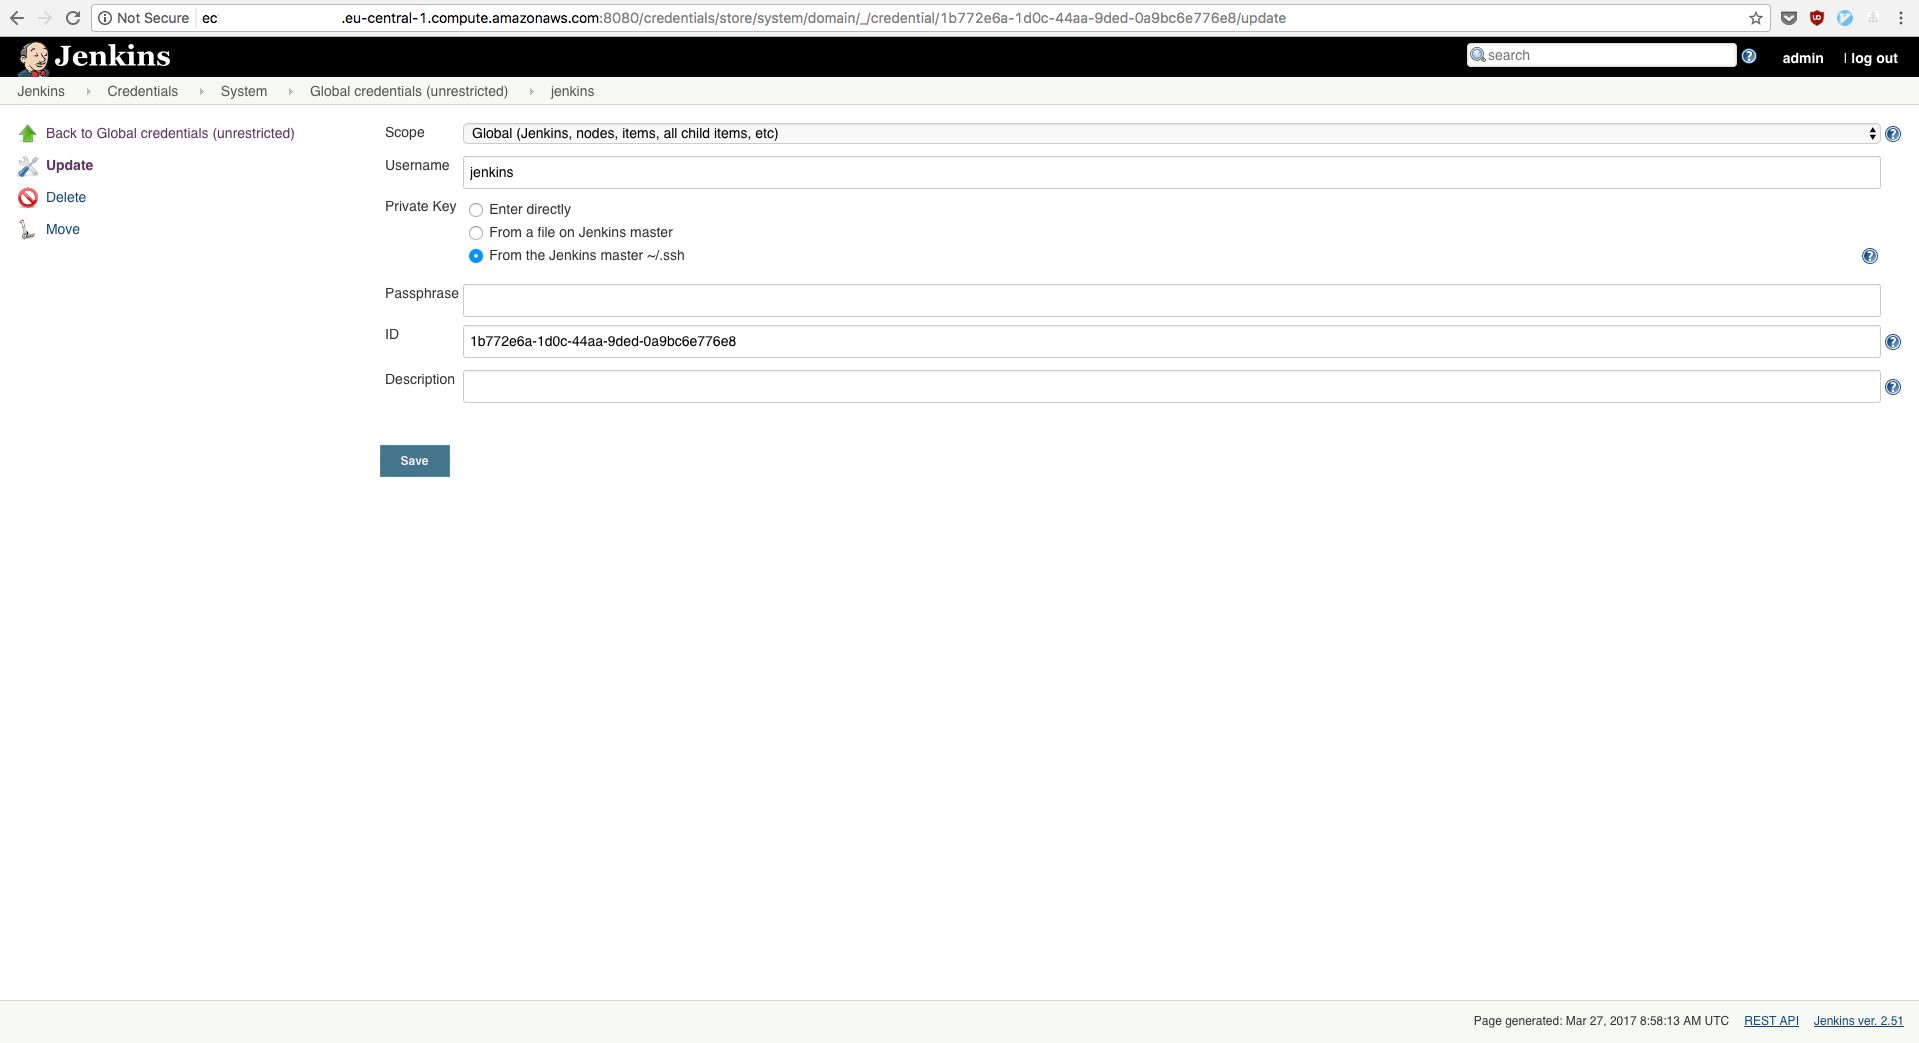 Not Secure ec .eu-central-1.compute.amazonaws.com:8080/credentials/store/system/domain/_/credential/1b772e6a-1d0c-44aa-9ded-0a9bc6e776e8/update
Jenkins search admin | log out
Jenkins Credentials System Global credentials (unrestricted) jenkins
Back to Global credentials (unrestricted)
Update
Delete
Move
Scope Global (Jenkins, nodes, items, all child items, etc)
Username jenkins
Private Key Enter directly
From a file on Jenkins master
From the Jenkins master ~/.ssh
Passphrase
ID 1b772e6a-1d0c-44aa-9ded-0a9bc6e776e8
Description
Save
Page generated: Mar 27, 2017 8:58:13 AM UTC REST API Jenkins ver. 2.51